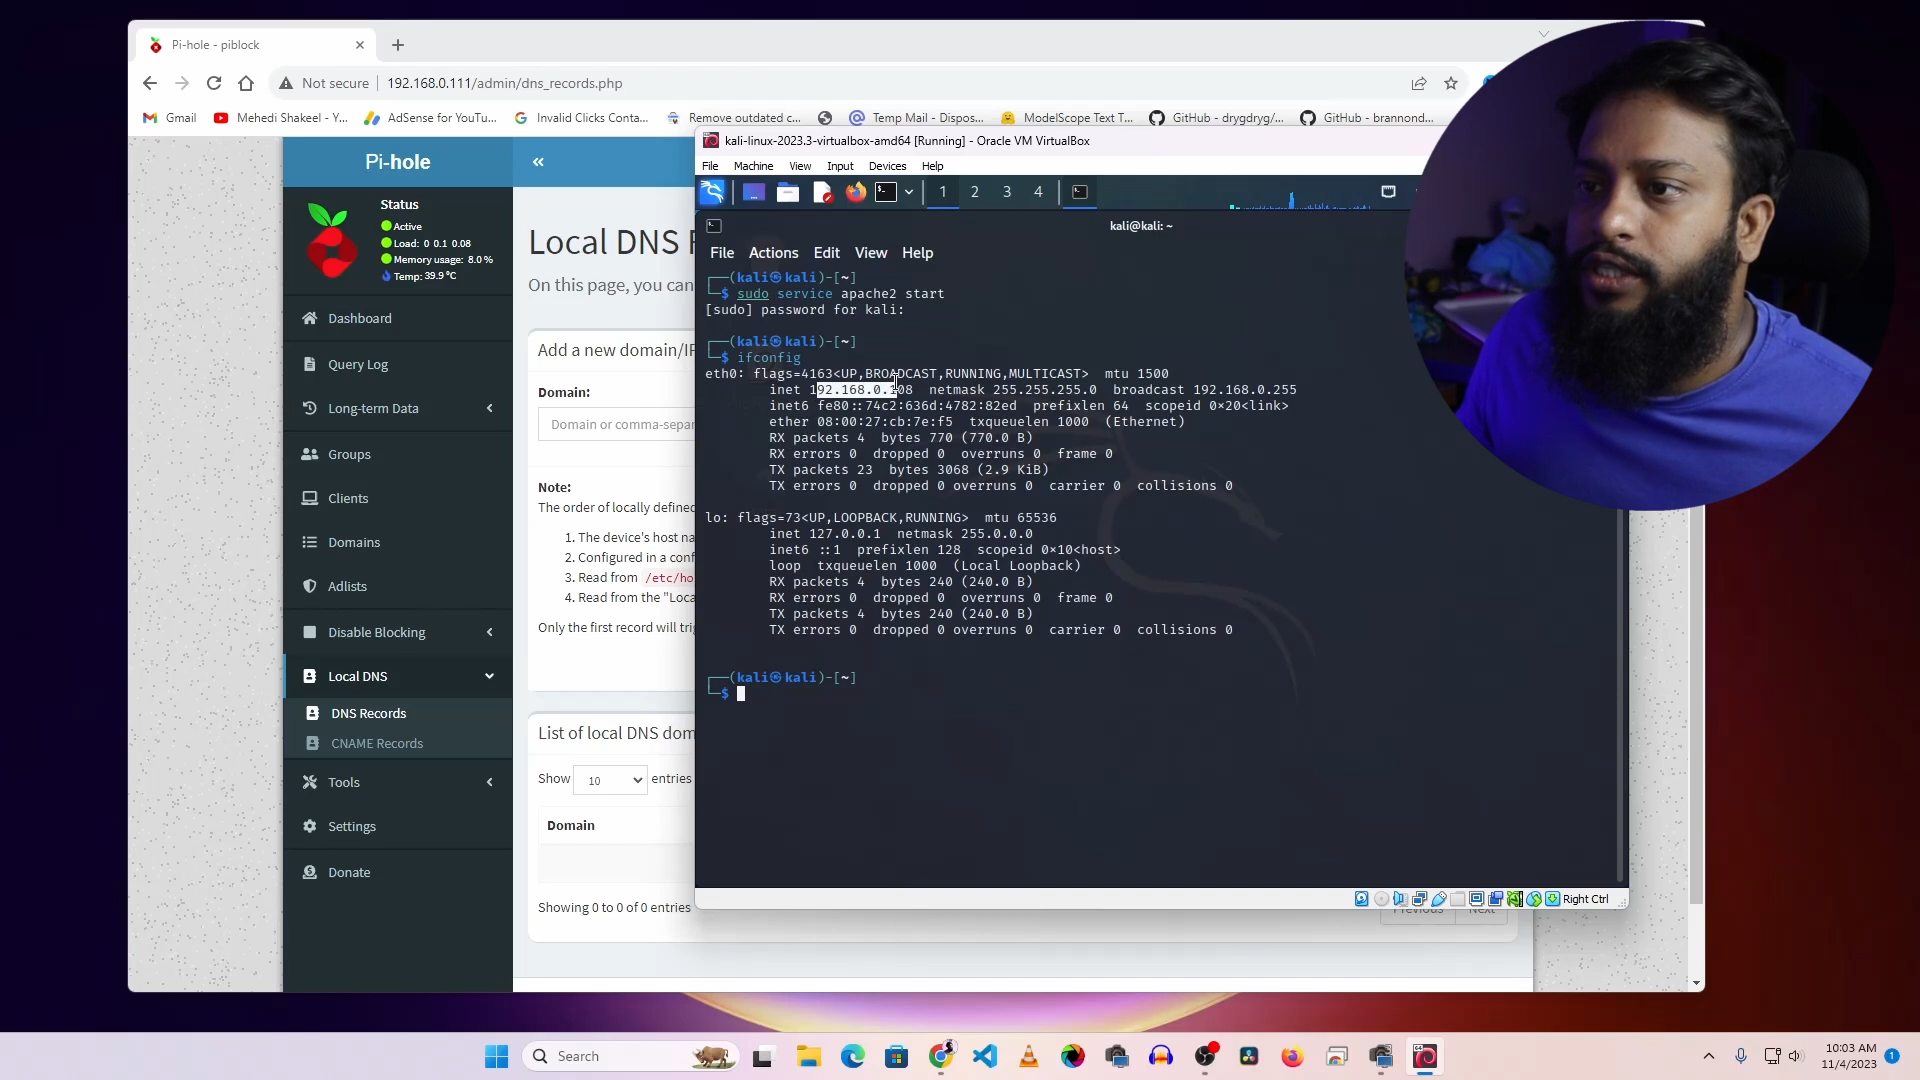 Pi-hole - piblock
Not secure
192.168.0.111/admin/dns_records.php
Gmail
Mehedi Shakeel - Y...
AdSense for YouTu...
Invalid Clicks Conta...
Remove outdated c...
Temp Mail - Dispos...
ModelScope Text T...
GitHub - drygdryg/...
GitHub - brannond...
Pi-hole
Status
Active
Load: 0 0.1 0.08
Memory usage: 8.0 %
Temp: 39.9 °C
Dashboard
Query Log
Long-term Data
Groups
Clients
Domains
Adlists
Disable Blocking
Local DNS
DNS Records
CNAME Records
Tools
Settings
Donate
Local DNS
On this page, you can
Add a new domain/IP
Domain:
Domain or comma-separ
Note:
The order of locally defined
1. The device's host na
2. Configured in a conf
3. Read from /etc/ho
4. Read from the "Loca
Only the first record will trig
List of local DNS dom
Show 10 entries
Domain
Showing 0 to 0 of 0 entries
Previous
Next
kali-linux-2023.3-virtualbox-amd64 [Running] - Oracle VM VirtualBox
File Machine View Input Devices Help
1 2 3 4
kali@kali: ~
File Actions Edit View Help
(kali㉿kali)-[~]
$ sudo service apache2 start
[sudo] password for kali:
(kali㉿kali)-[~]
$ ifconfig
eth0: flags=4163<UP,BROADCAST,RUNNING,MULTICAST> mtu 1500
inet 192.168.0.108 netmask 255.255.255.0 broadcast 192.168.0.255
inet6 fe80::74c2:636d:4782:82ed prefixlen 64 scopeid 0×20<link>
ether 08:00:27:cb:7e:f5 txqueuelen 1000 (Ethernet)
RX packets 4 bytes 770 (770.0 B)
RX errors 0 dropped 0 overruns 0 frame 0
TX packets 23 bytes 3068 (2.9 KiB)
TX errors 0 dropped 0 overruns 0 carrier 0 collisions 0
lo: flags=73<UP,LOOPBACK,RUNNING> mtu 65536
inet 127.0.0.1 netmask 255.0.0.0
inet6 ::1 prefixlen 128 scopeid 0×10<host>
loop txqueuelen 1000 (Local Loopback)
RX packets 4 bytes 240 (240.0 B)
RX errors 0 dropped 0 overruns 0 frame 0
TX packets 4 bytes 240 (240.0 B)
TX errors 0 dropped 0 overruns 0 carrier 0 collisions 0
(kali㉿kali)-[~]
$
Right Ctrl
Search
10:03 AM
11/4/2023
1